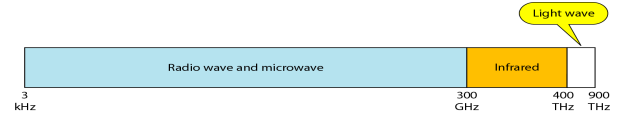 Light wave
Radio wave and microwave
Infrared
3
kHz
300
GHz
400
THz
900
THz